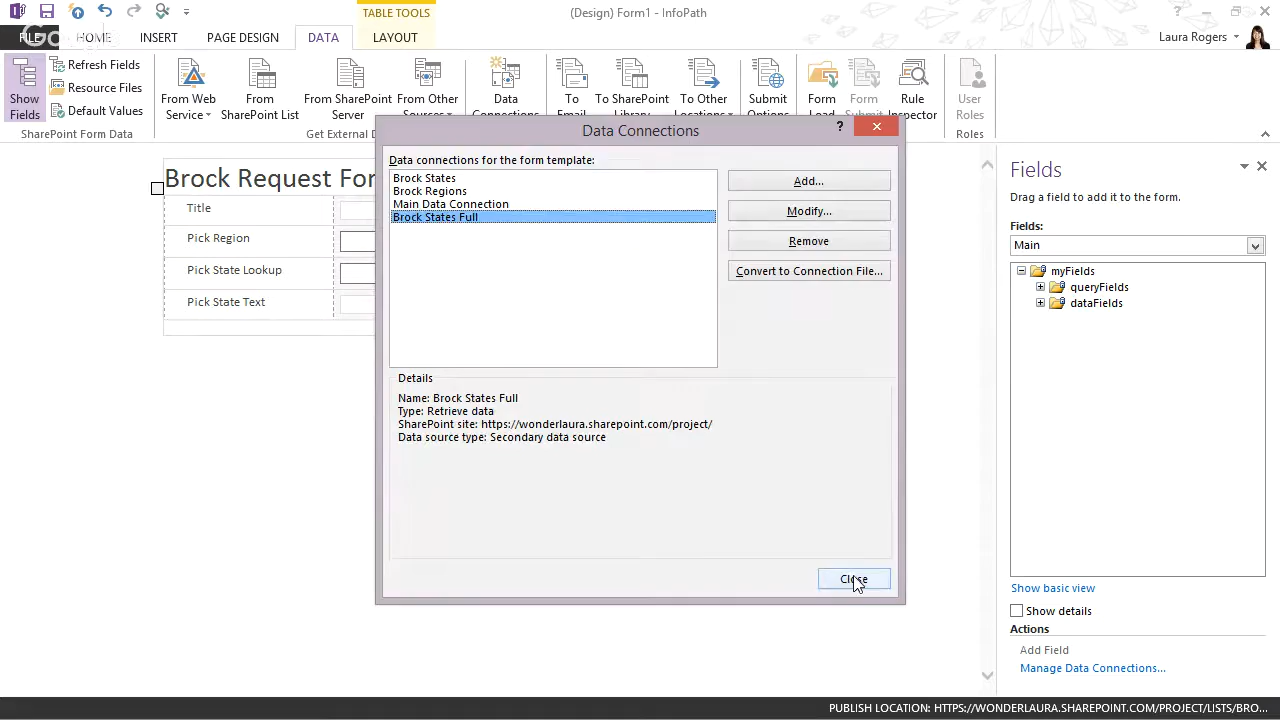 (Design) Form1 - InfoPath
TABLE TOOLS
FILE
HOME
INSERT
PAGE DESIGN
DATA
LAYOUT
Laura Rogers
Google
Show Fields
Refresh Fields
Resource Files
Default Values
SharePoint Form Data
From Web Service
From SharePoint List
From SharePoint Server
From Other Sources
Data
To
To SharePoint Library
To Other
Submit Options
Form
Form Submit
Rule Inspector
User Roles
Get External D
Roles
Brock Request For
Title
Pick Region
Pick State Lookup
Pick State Text
Data Connections
?
Data connections for the form template:
Brock States
Brock Regions
Main Data Connection
Brock States Full
Add...
Modify...
Remove
Convert to Connection File...
Details
Name: Brock States Full
Type: Retrieve data
SharePoint site: https://wonderlaura.sharepoint.com/project/
Data source type: Secondary data source
Close
Fields
Drag a field to add it to the form.
Fields:
Main
myFields
queryFields
dataFields
Show basic view
Show details
Actions
Add Field
Manage Data Connections...
PUBLISH LOCATION: HTTPS://WONDERLAURA.SHAREPOINT.COM/PROJECT/LISTS/BRO...